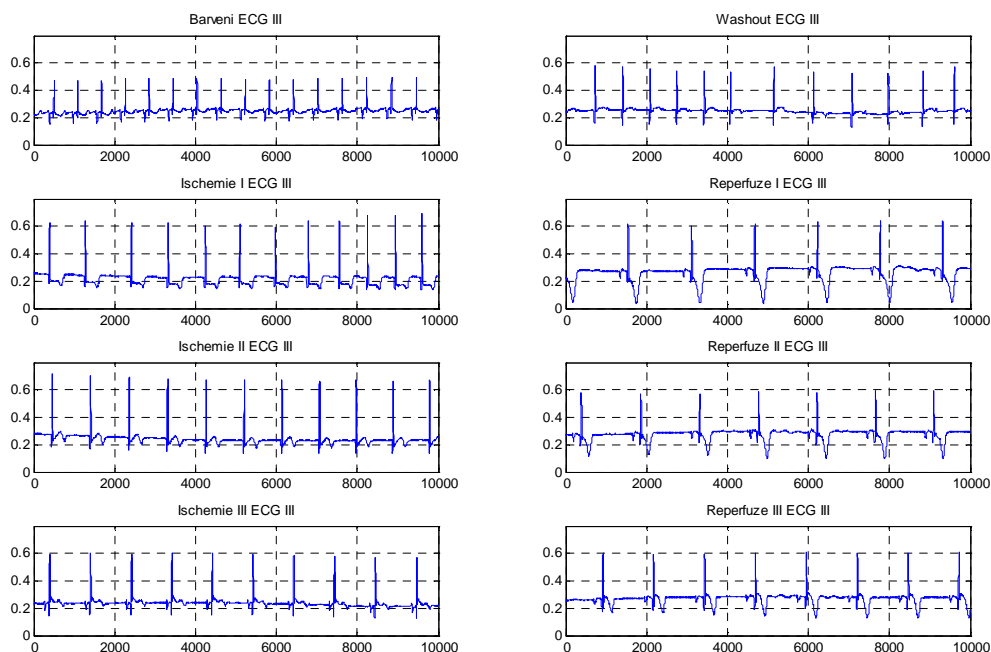 Barveni ECG III
0.6
0.4
0.2
0
0 2000 4000 6000 8000 10000
Washout ECG III
0.6
0.4
0.2
0
0 2000 4000 6000 8000 10000
Ischemie I ECG III
0.6
0.4
0.2
0
0 2000 4000 6000 8000 10000
Reperfuze I ECG III
0.6
0.4
0.2
0
0 2000 4000 6000 8000 10000
Ischemie II ECG III
0.6
0.4
0.2
0
0 2000 4000 6000 8000 10000
Reperfuze II ECG III
0.6
0.4
0.2
0
0 2000 4000 6000 8000 10000
Ischemie III ECG III
0.6
0.4
0.2
0
0 2000 4000 6000 8000 10000
Reperfuze III ECG III
0.6
0.4
0.2
0
0 2000 4000 6000 8000 10000